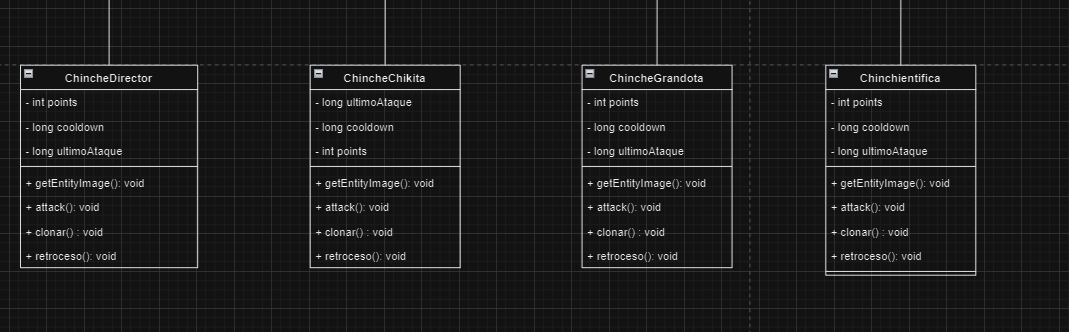 ChincheDirector
- int points
- long cooldown
- long ultimoAtaque
+ getEntityImage(): void
+ attack(): void
+ clonar() : void
+ retroceso(): void
ChincheChikita
- long ultimoAtaque
- long cooldown
- int points
+ getEntityImage(): void
+ attack(): void
+ clonar() : void
+ retroceso(): void
ChincheGrandota
- int points
- long cooldown
- long ultimoAtaque
+ getEntityImage(): void
+ attack(): void
+ clonar() : void
+ retroceso(): void
Chinchientifica
- int points
- long cooldown
- long ultimoAtaque
+ getEntityImage(): void
+ attack(): void
+ clonar() : void
+ retroceso(): void